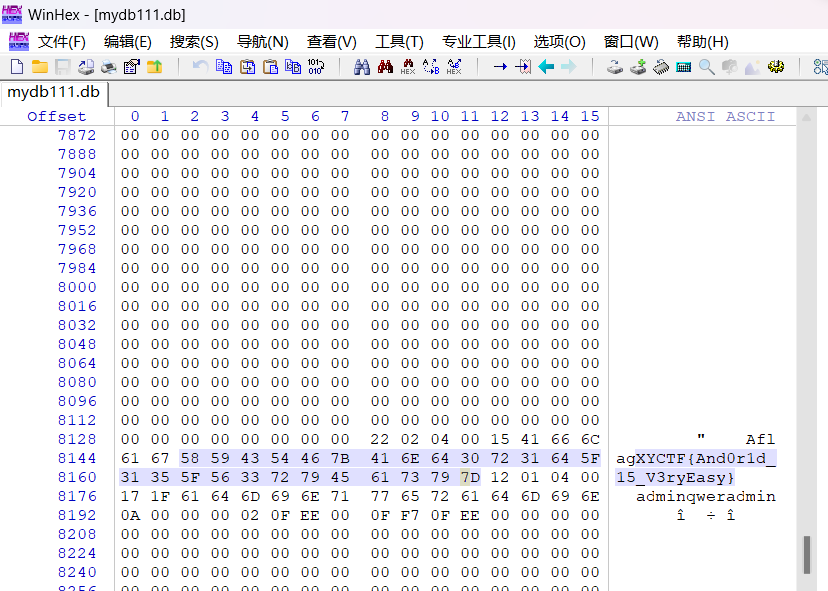 WinHex - [mydb111.db]
文件(F) 编辑(E) 搜索(S) 导航(N) 查看(V) 工具(T) 专业工具(I) 选项(O) 窗口(W) 帮助(H)
mydb111.db
Offset 0 1 2 3 4 5 6 7 8 9 10 11 12 13 14 15 ANSI ASCII
7872 00 00 00 00 00 00 00 00 00 00 00 00 00 00 00 00
7888 00 00 00 00 00 00 00 00 00 00 00 00 00 00 00 00
7904 00 00 00 00 00 00 00 00 00 00 00 00 00 00 00 00
7920 00 00 00 00 00 00 00 00 00 00 00 00 00 00 00 00
7936 00 00 00 00 00 00 00 00 00 00 00 00 00 00 00 00
7952 00 00 00 00 00 00 00 00 00 00 00 00 00 00 00 00
7968 00 00 00 00 00 00 00 00 00 00 00 00 00 00 00 00
7984 00 00 00 00 00 00 00 00 00 00 00 00 00 00 00 00
8000 00 00 00 00 00 00 00 00 00 00 00 00 00 00 00 00
8016 00 00 00 00 00 00 00 00 00 00 00 00 00 00 00 00
8032 00 00 00 00 00 00 00 00 00 00 00 00 00 00 00 00
8048 00 00 00 00 00 00 00 00 00 00 00 00 00 00 00 00
8064 00 00 00 00 00 00 00 00 00 00 00 00 00 00 00 00
8080 00 00 00 00 00 00 00 00 00 00 00 00 00 00 00 00
8096 00 00 00 00 00 00 00 00 00 00 00 00 00 00 00 00
8112 00 00 00 00 00 00 00 00 00 00 00 00 00 00 00 00
8128 00 00 00 00 00 00 00 00 22 02 04 00 15 41 66 6C " Afl
8144 61 67 58 59 43 54 46 7B 41 6E 64 30 72 31 64 5F agXYCTF{And0r1d_
8160 31 35 5F 56 33 72 79 45 61 73 79 7D 12 01 04 00 15_V3ryEasy}
8176 17 1F 61 64 6D 69 6E 71 77 65 72 61 64 6D 69 6E adminqweradmin
8192 0A 00 00 00 02 0F EE 00 0F F7 0F EE 00 00 00 00 î ÷ î
8208 00 00 00 00 00 00 00 00 00 00 00 00 00 00 00 00
8224 00 00 00 00 00 00 00 00 00 00 00 00 00 00 00 00
8240 00 00 00 00 00 00 00 00 00 00 00 00 00 00 00 00